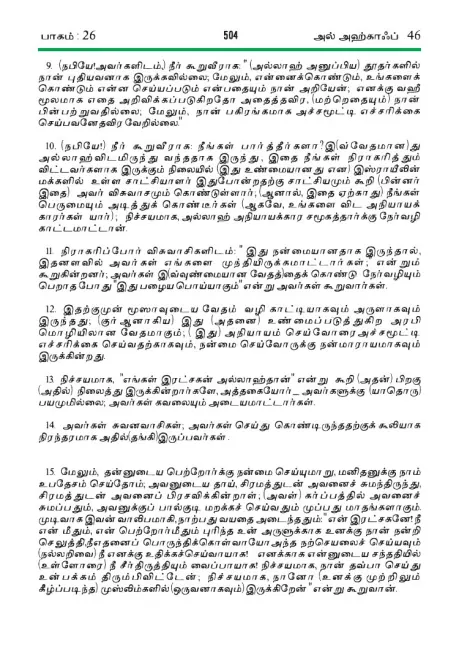 பாகம் : 26 504 அல் அஹ்காஃப் 46
9. (நபியே!அவர்களிடம்,) நீர் கூறுவீராக: "(அல்லாஹ் அனுப்பிய) தூதர்களில்
நான் புதியவனாக இருக்கவில்லை; மேலும், என்னைக்கொண்டும், உங்களைக்
கொண்டும் என்ன செய்யப்படும் என்பதையும் நான் அறியேன்; எனக்கு வஹீ
மூலமாக எதை அறிவிக்கப்படுகிறதோ அதைத்தவிர, (மற்றெதையும்) நான்
பின்பற்றுவதில்லை; மேலும், நான் பகிரங்கமாக அச்சமூட்டி எச்சரிக்கை
செய்பவனேதவிர வேறில்லை."
10. (நபியே!) நீர் கூறுவீராக: நீங்கள் பார்த்தீர்களா?இ(வ்வேதமான)து
அல்லாஹ்விடமிருந்து வந்ததாக இருந்து, இதை நீங்கள் நிராகரித்தும்
விட்டவர்களாக இருக்கும் நிலையில் (இது உண்மையானது என) இஸ்ராயீலின்
மக்களில் உள்ள சாட்சியாளர் இதுபோன்றதற்கு சாட்சியமும் கூறி (பின்னர்
இதை) அவர் விசுவாசமும் கொண்டுள்ளார்; (ஆனால், இதை ஏற்காது) நீங்கள்
பெருமையும் அடித்துக் கொண்டீர்கள் (ஆகவே, உங்களை விட அநியாயக்
காரர்கள் யார்); நிச்சயமாக, அல்லாஹ் அநியாயக்கார சமூகத்தார்க்கு நேர்வழி
காட்டமாட்டான்.
11. நிராகரிப்போர் விசுவாசிகளிடம்: "இது நன்மையானதாக இருந்தால்,
இதனளவில் அவர்கள் எங்களை முந்தியிருக்கமாட்டார்கள்; என்றும்
கூறுகின்றனர்; அவர்கள் இ(வ்வுண்மையான வேதத்)தைக் கொண்டு நேர்வழியும்
பெறாதபோது "இது பழைய பொய்யாகும்" என்று அவர்கள் கூறுவார்கள்.
12. இதற்குமுன் மூஸாவுடைய வேதம் வழி காட்டியாகவும் அருளாகவும்
இருந்தது; (குர்ஆனாகிய) இது (அதனை) உண்மைப்படுத்துகிற அரபி
மொழியிலான வேதமாகும்; (இது) அநியாயம் செய்வோரை அச்சமூட்டி
எச்சரிக்கை செய்வதற்காகவும், நன்மை செய்வோருக்கு நன்மாராயமாகவும்
இருக்கின்றது.
13. நிச்சயமாக, "எங்கள் இரட்சகன் அல்லாஹ்தான்" என்று கூறி (அதன்) பிறகு
(அதில்) நிலைத்து இருக்கின்றார்களே, அத்தகையோர்_ அவர்களுக்கு (யாதொரு)
பயமுமில்லை; அவர்கள் கவலையும் அடையமாட்டார்கள்.
14. அவர்கள் சுவனவாசிகள்; அவர்கள் செய்து கொண்டிருந்ததற்குக் கூலியாக
நிரந்தரமாக அதில்(தங்கி)இருப்பவர்கள்.
15. மேலும், தன்னுடைய பெற்றோர்க்கு நன்மை செய்யுமாறு, மனிதனுக்கு நாம்
உபதேசம் செய்தோம்; அவனுடைய தாய், சிரமத்துடன் அவனைச் சுமந்திருந்து,
சிரமத்துடன் அவனைப் பிரசவிக்கின்றாள்; (அவள்) கர்ப்பத்தில் அவனைச்
சுமப்பதும், அவனுக்குப் பால்குடி மறக்கச் செய்வதும் முப்பது மாதங்களாகும்.
முடிவாக இவன் வாலிபமாகி, நாற்பது வயதை அடைந்ததும்: என் இரட்சகனே! நீ
என் மீதும், என் பெற்றோர்மீதும் புரிந்த உன் அருளுக்காக உனக்கு நான் நன்றி
செலுத்தி,நீஎதனைப் பொருந்திக்கொள்வாயோ அந்த நற்செயலைச் செய்யவும்
(நல்லறிவை) நீ எனக்கு உதிக்கச்செய்வாயாக! எனக்காக என்னுடைய சந்ததியில்
(உள்ளோரை) நீ சீர்திருத்தியும் வைப்பாயாக! நிச்சயமாக, நான் தவ்பா செய்து
உன்பக்கம் திரும்பிவிட்டேன்; நிச்சயமாக, நானோ (உனக்கு முற்றிலும்
கீழ்ப்படிந்த) முஸ்லிம்களில் (ஒருவனாகவும்) இருக்கிறேன்" என்று கூறுவான்.